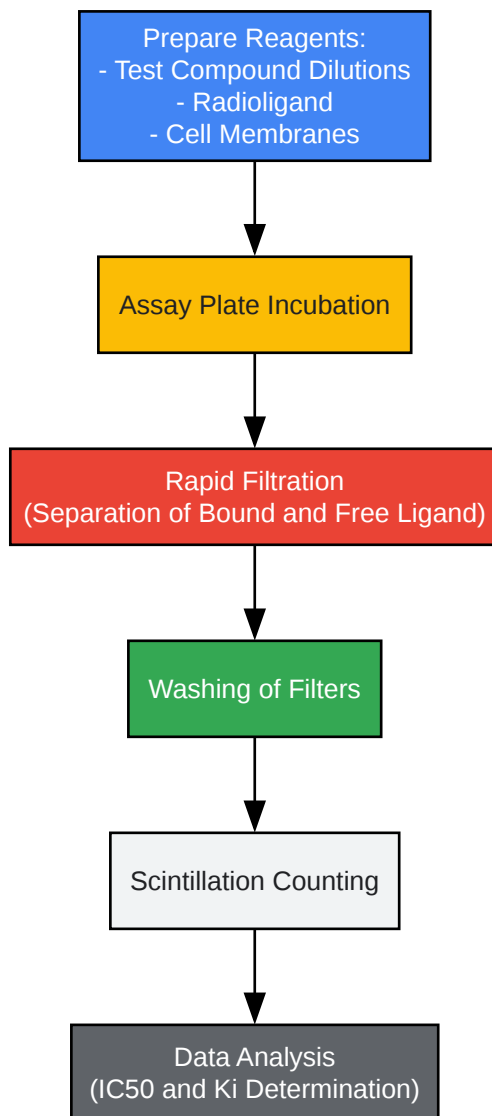 Prepare Reagents:
- Test Compound Dilutions
- Radioligand
- Cell Membranes
Assay Plate Incubation
Rapid Filtration
(Separation of Bound and Free Ligand)
Washing of Filters
Scintillation Counting
Data Analysis
(IC50 and Ki Determination)